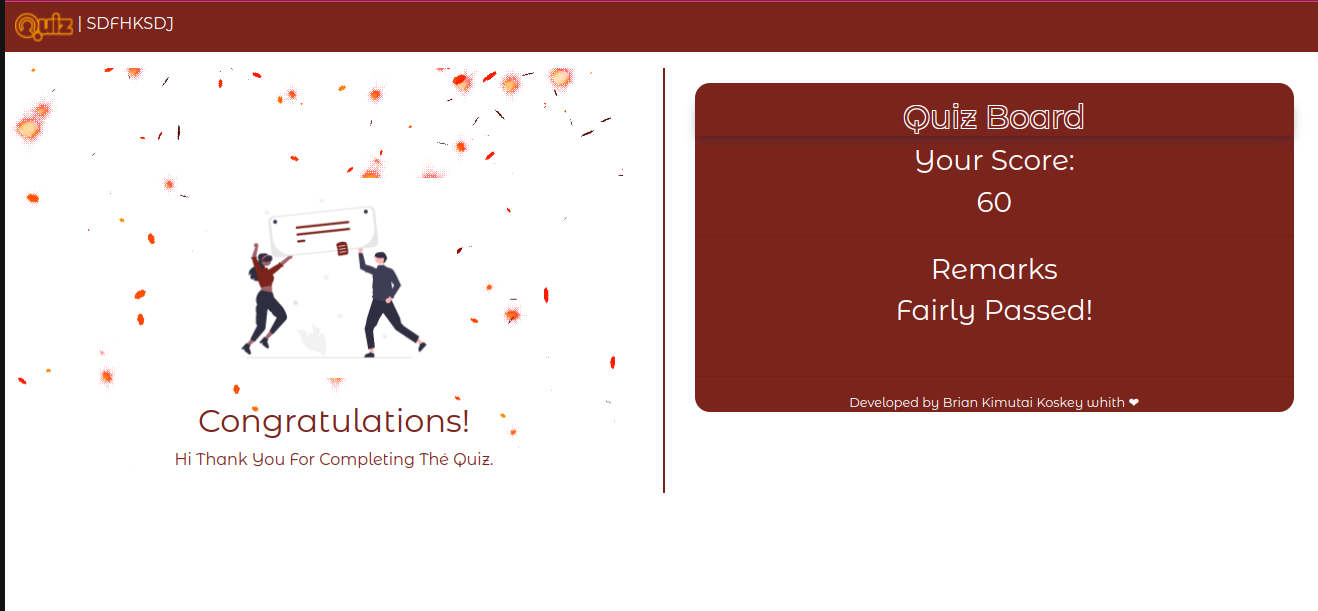 Quiz | SDFHKSDJ
Congratulations!
Hi Thank You For Completing The Quiz.
Quiz Board
Your Score:
60
Remarks
Fairly Passed!
Developed by Brian Kimutai Koskey whith ❤